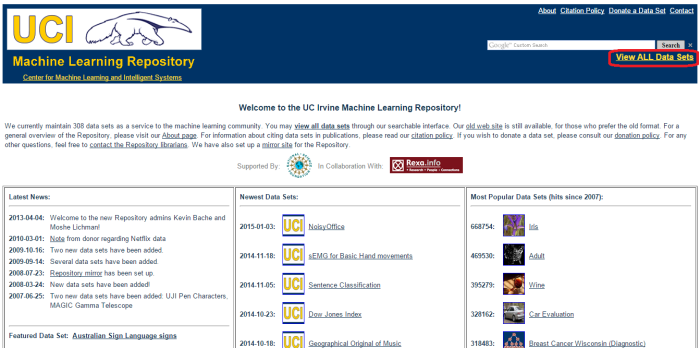 About Citation Policy Donate a Data Set Contact
UCI
Google™ Custom Search Search ×
View ALL Data Sets
Machine Learning Repository
Center for Machine Learning and Intelligent Systems
Welcome to the UC Irvine Machine Learning Repository!
We currently maintain 308 data sets as a service to the machine learning community. You may view all data sets through our searchable interface. Our old web site is still available, for those who prefer the old format. For a
general overview of the Repository, please visit our About page. For information about citing data sets in publications, please read our citation policy. If you wish to donate a data set, please consult our donation policy. For any
other questions, feel free to contact the Repository librarians. We have also set up a mirror site for the Repository.
Supported By: In Collaboration With: Rexa.info
Research • People • Connections
Latest News:
2013-04-04: Welcome to the new Repository admins Kevin Bache and
Moshe Lichman!
2010-03-01: Note from donor regarding Netflix data
2009-10-16: Two new data sets have been added.
2009-09-14: Several data sets have been added.
2008-07-23: Repository mirror has been set up.
2008-03-24: New data sets have been added!
2007-06-25: Two new data sets have been added: UJI Pen Characters,
MAGIC Gamma Telescope
Featured Data Set: Australian Sign Language signs
Newest Data Sets:
2015-01-03: UCI NoisyOffice
2014-11-18: UCI sEMG for Basic Hand movements
2014-11-05: UCI Sentence Classification
2014-10-23: UCI Dow Jones Index
2014-10-18: UCI Geographical Original of Music
Most Popular Data Sets (hits since 2007):
668754: Iris
469530: Adult
395279: Wine
328162: Car Evaluation
318483: Breast Cancer Wisconsin (Diagnostic)